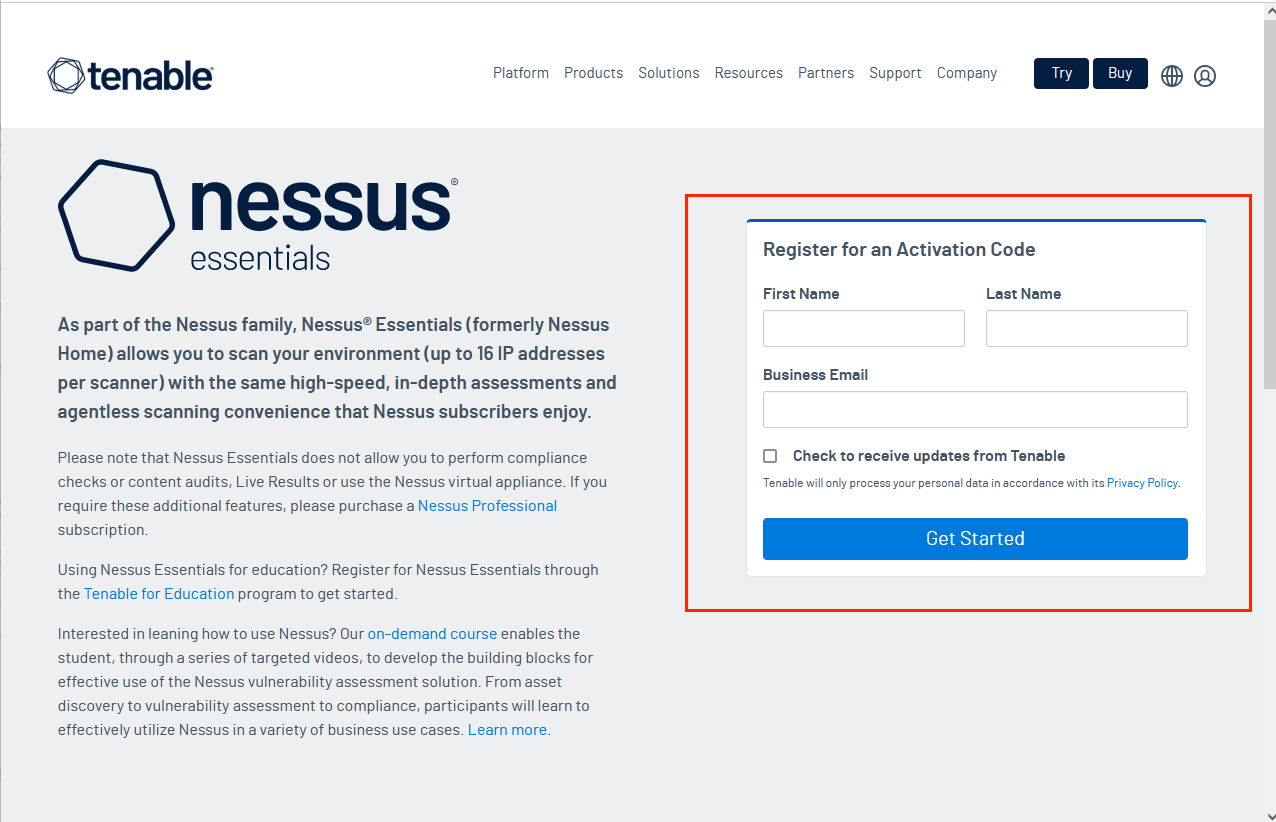 tenable®
Platform Products Solutions Resources Partners Support Company Try Buy
nessus®
essentials
As part of the Nessus family, Nessus® Essentials (formerly Nessus
Home) allows you to scan your environment (up to 16 IP addresses
per scanner) with the same high-speed, in-depth assessments and
agentless scanning convenience that Nessus subscribers enjoy.
Please note that Nessus Essentials does not allow you to perform compliance
checks or content audits, Live Results or use the Nessus virtual appliance. If you
require these additional features, please purchase a Nessus Professional
subscription.
Using Nessus Essentials for education? Register for Nessus Essentials through
the Tenable for Education program to get started.
Interested in leaning how to use Nessus? Our on-demand course enables the
student, through a series of targeted videos, to develop the building blocks for
effective use of the Nessus vulnerability assessment solution. From asset
discovery to vulnerability assessment to compliance, participants will learn to
effectively utilize Nessus in a variety of business use cases. Learn more.
Register for an Activation Code
First Name Last Name
Business Email
Check to receive updates from Tenable
Tenable will only process your personal data in accordance with its Privacy Policy.
Get Started